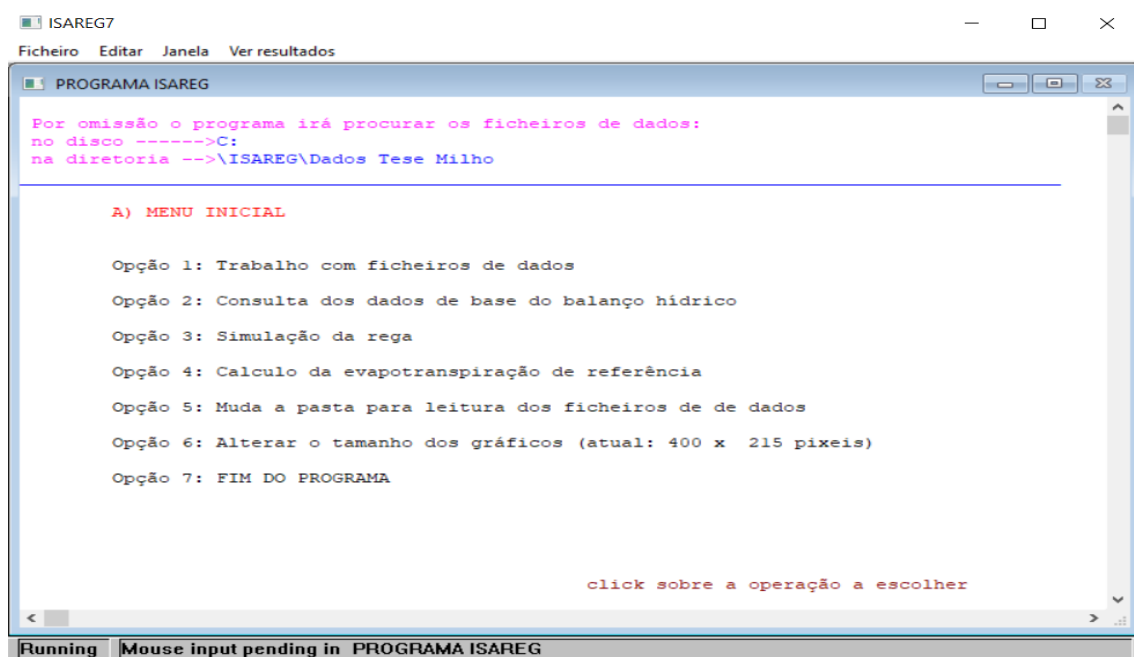 ISAREG7
Ficheiro Editar Janela Ver resultados
PROGRAMA ISAREG
Por omissão o programa irá procurar os ficheiros de dados:
no disco ------>C:
na diretoria -->\ISAREG\Dados Tese Milho
A) MENU INICIAL
Opção 1: Trabalho com ficheiros de dados
Opção 2: Consulta dos dados de base do balanço hídrico
Opção 3: Simulação da rega
Opção 4: Calculo da evapotranspiração de referência
Opção 5: Muda a pasta para leitura dos ficheiros de de dados
Opção 6: Alterar o tamanho dos gráficos (atual: 400 x  215 pixeis)
Opção 7: FIM DO PROGRAMA
click sobre a operação a escolher
Running Mouse input pending in PROGRAMA ISAREG